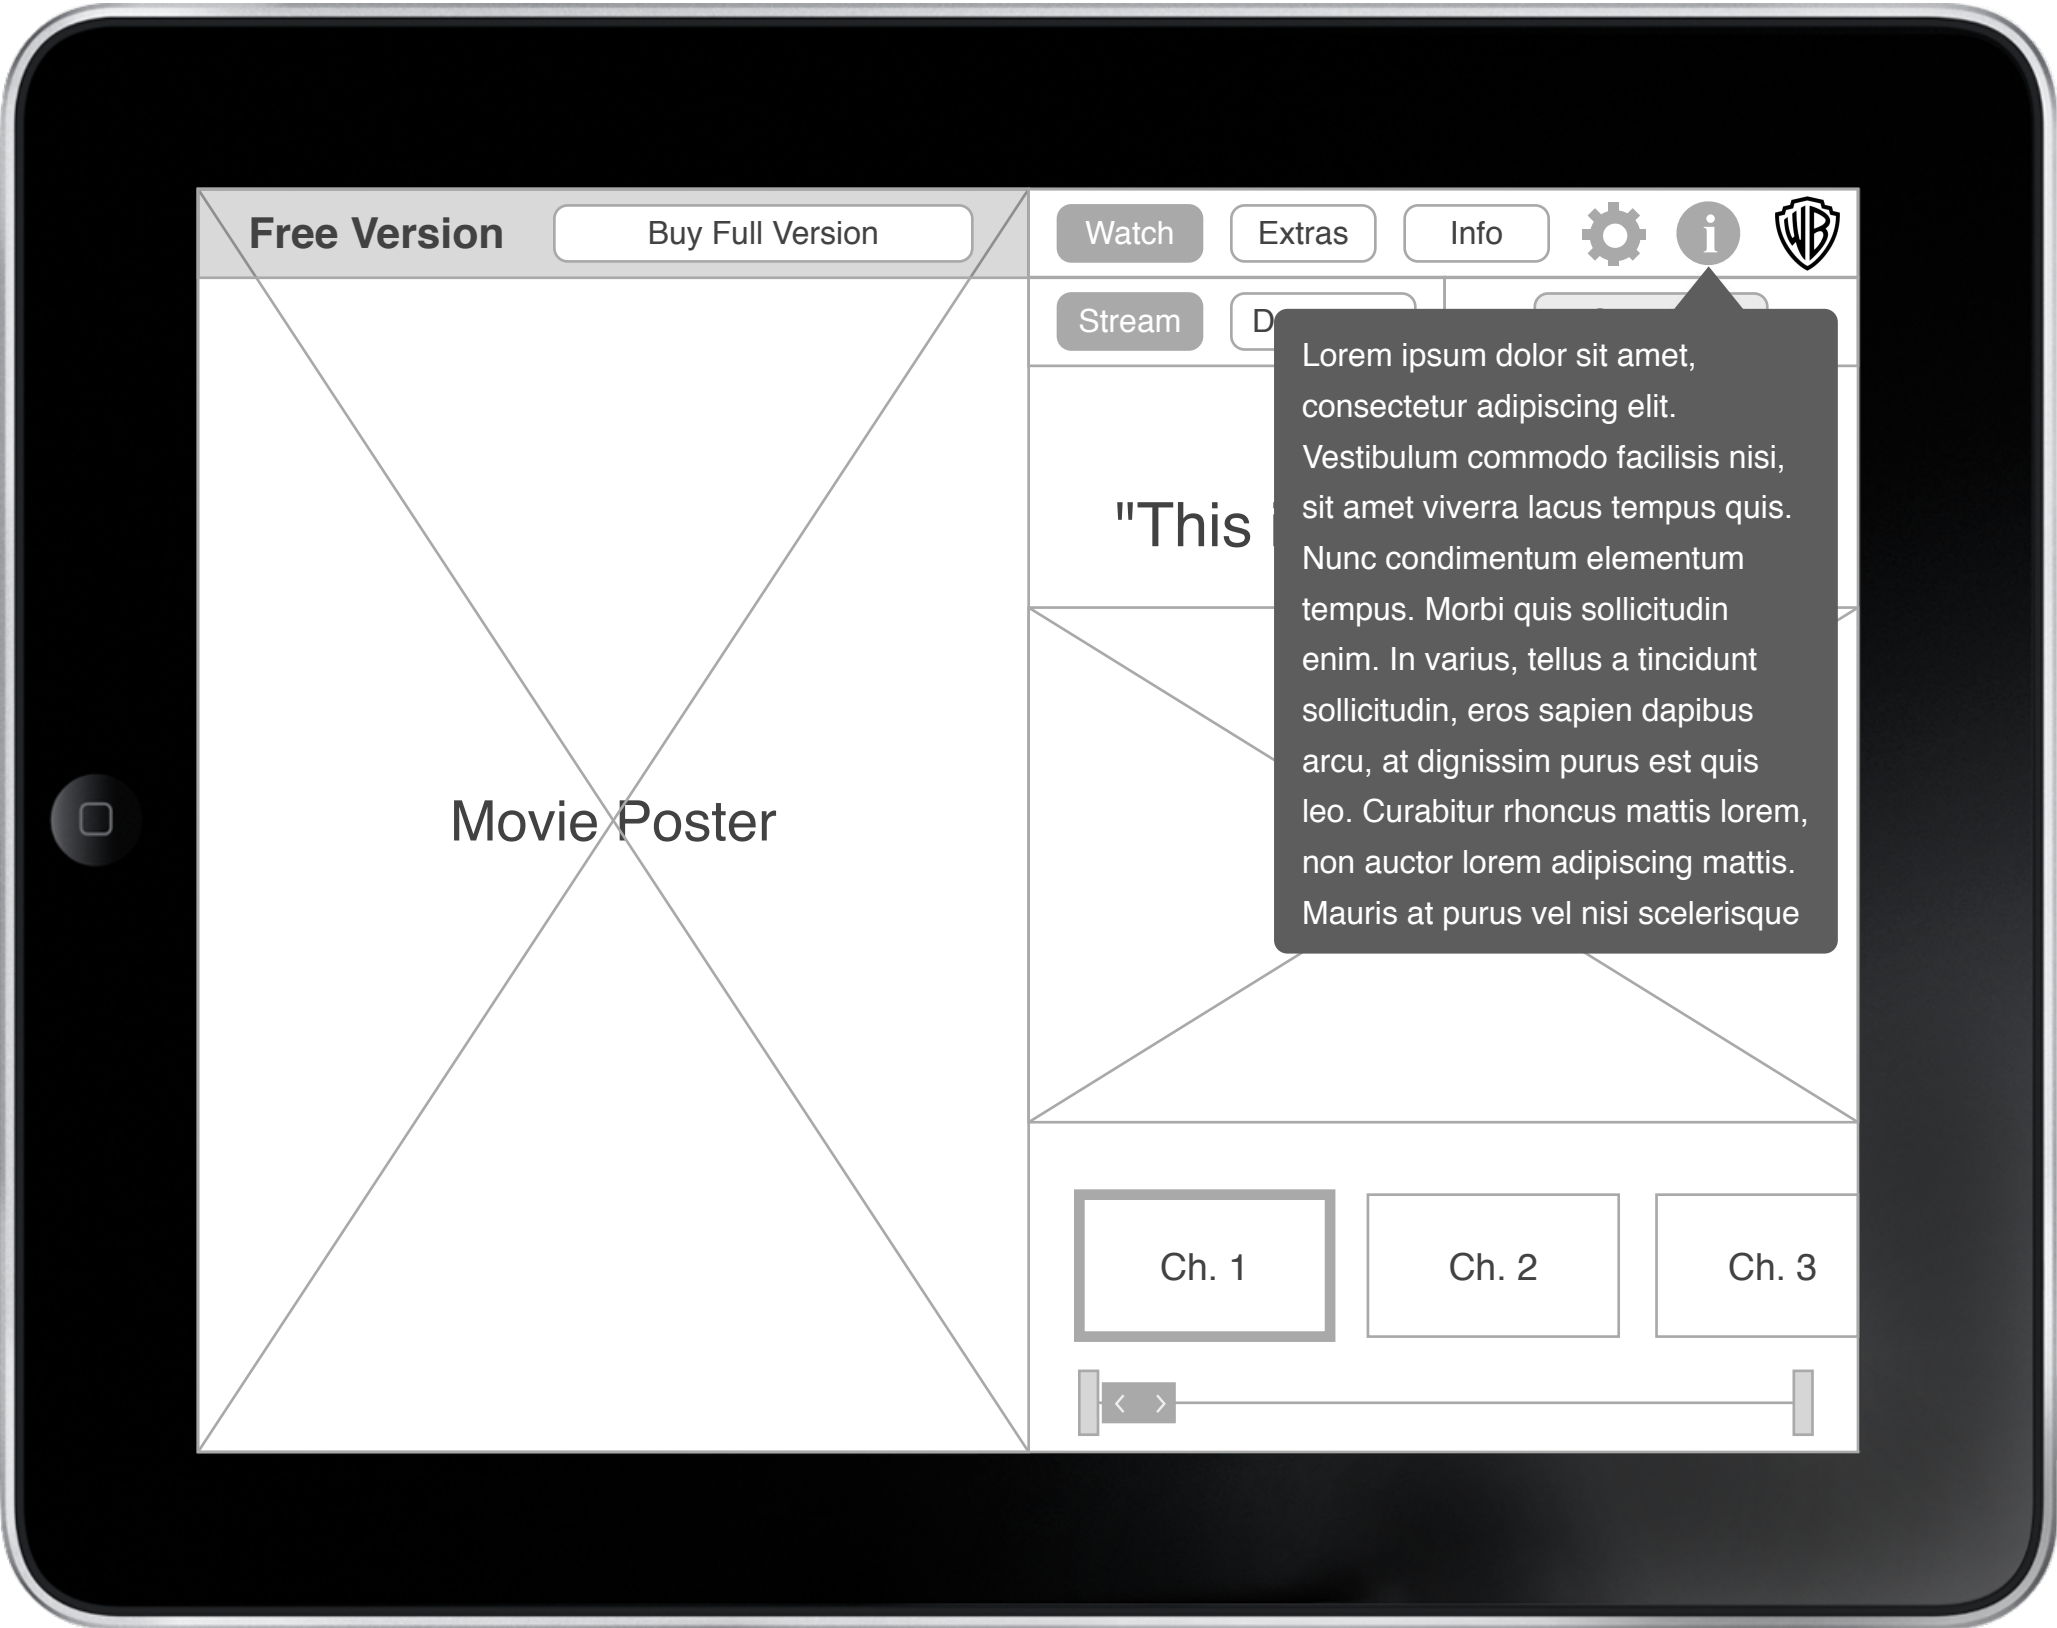 Free Version
Buy Full Version
Watch
Extras
Info
Stream
Lorem ipsum dolor sit amet,
consectetur adipiscing elit.
Vestibulum commodo facilisis nisi,
sit amet viverra lacus tempus quis.
Nunc condimentum elementum
tempus. Morbi quis sollicitudin
enim. In varius, tellus a tincidunt
sollicitudin, eros sapien dapibus
arcu, at dignissim purus est quis
leo. Curabitur rhoncus mattis lorem,
non auctor lorem adipiscing mattis.
Mauris at purus vel nisi scelerisque
"This
Movie Poster
Ch. 1
Ch. 2
Ch. 3
WB